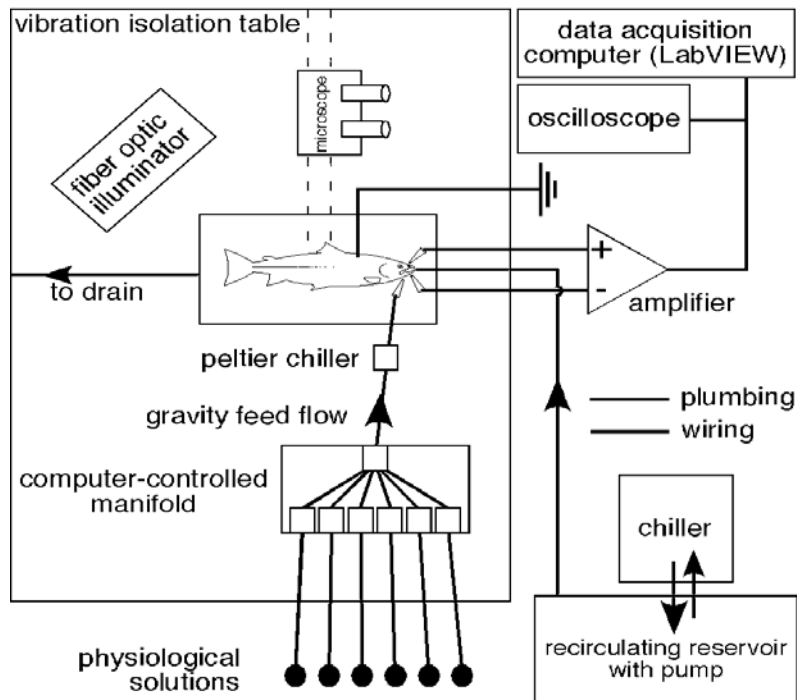 vibration isolation table
data acquisition
computer (LabVIEW)
oscilloscope
microscope
fiber optic
illuminator
to drain
+
-
amplifier
peltier chiller
gravity feed flow
plumbing
wiring
computer-controlled
manifold
chiller
physiological
solutions
recirculating reservoir
with pump